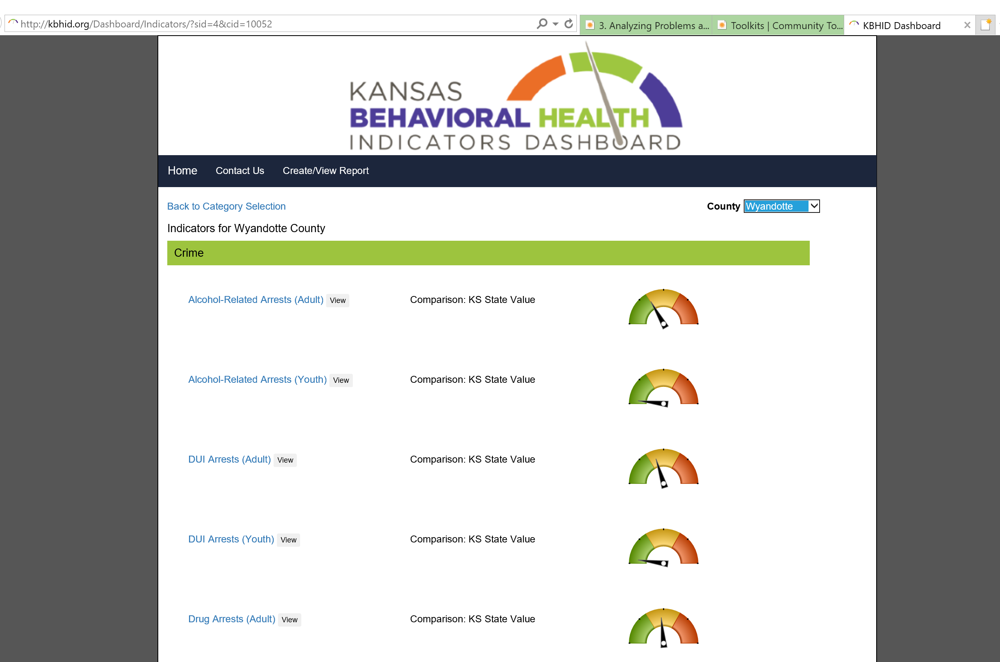 http://kbhid.org/Dashboard/Indicators/?sid=4&cid=10052
3. Analyzing Problems a...
Toolkits | Community To...
KBHID Dashboard
KANSAS
BEHAVIORAL HEALTH
INDICATORS DASHBOARD
Home Contact Us Create/View Report
Back to Category Selection
County Wyandotte
Indicators for Wyandotte County
Crime
Alcohol-Related Arrests (Adult) View Comparison: KS State Value
Alcohol-Related Arrests (Youth) View Comparison: KS State Value
DUI Arrests (Adult) View Comparison: KS State Value
DUI Arrests (Youth) View Comparison: KS State Value
Drug Arrests (Adult) View Comparison: KS State Value